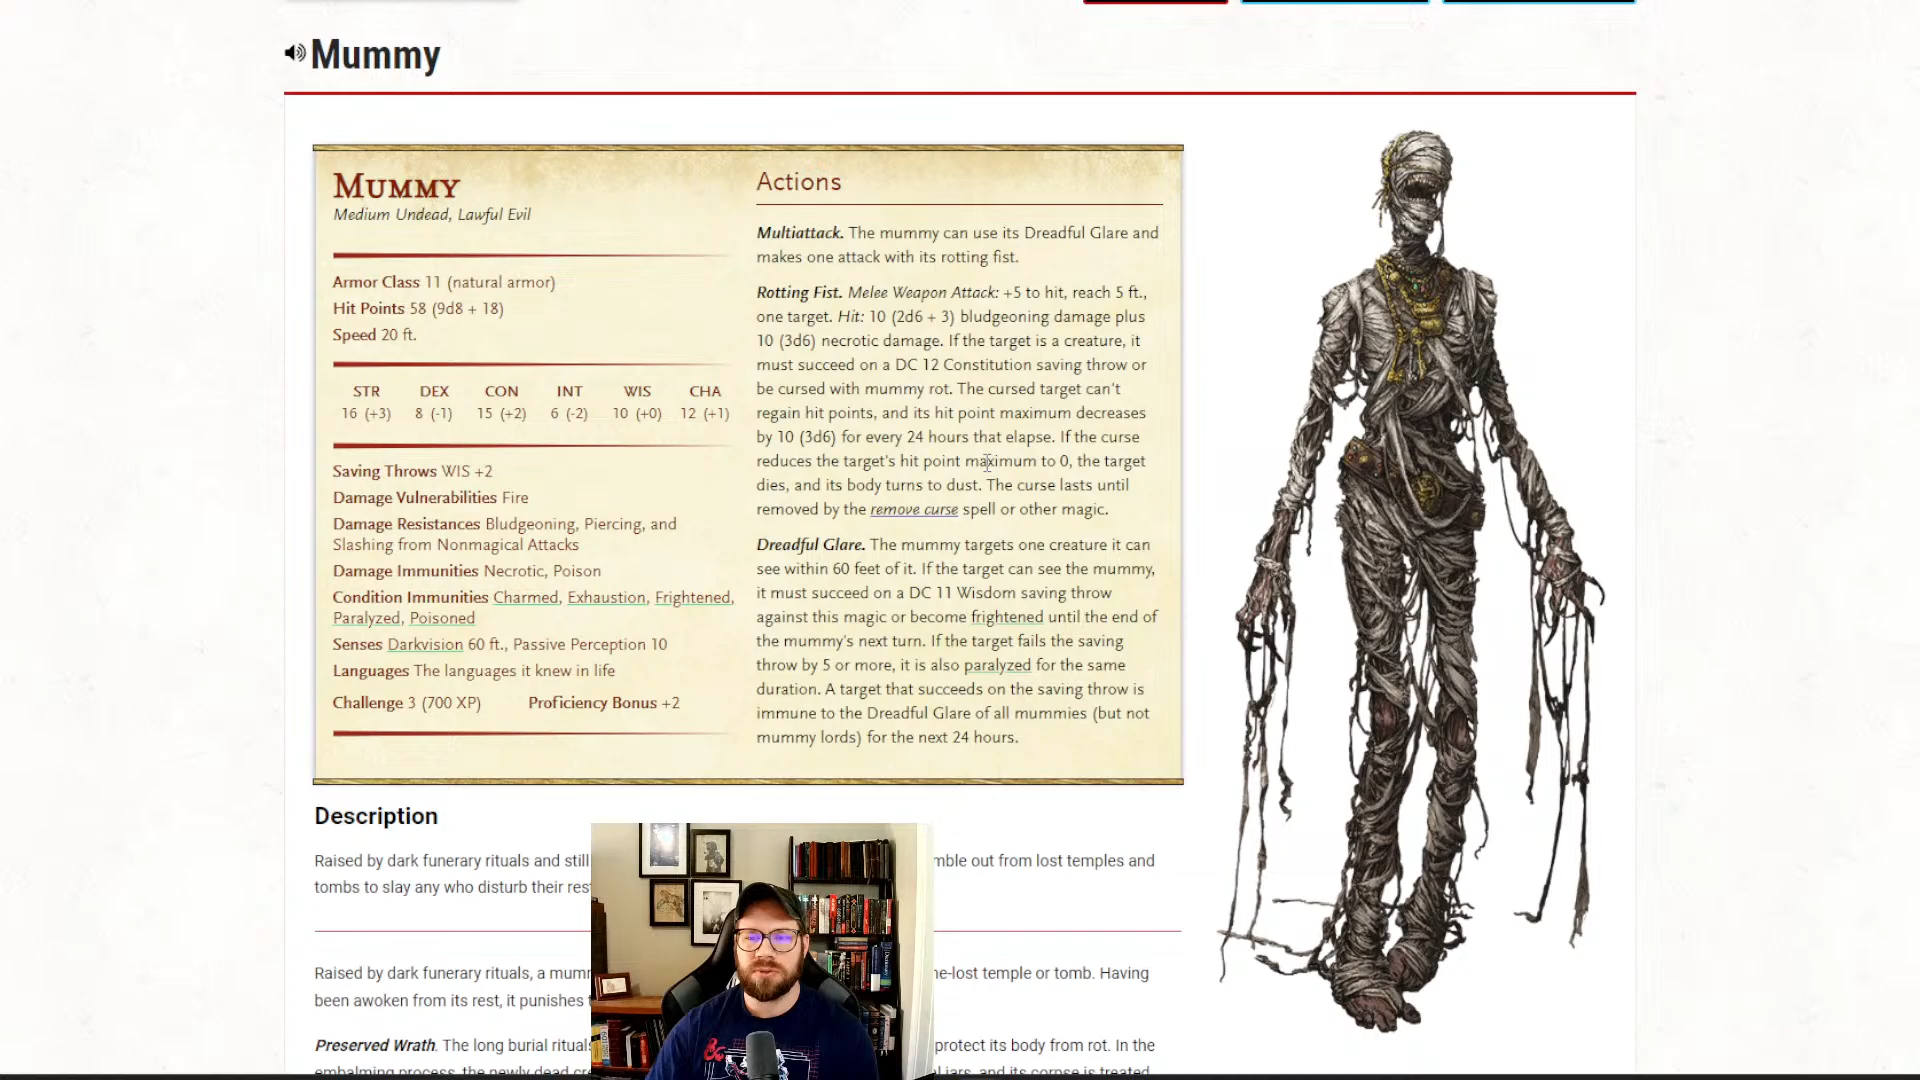 Mummy
MUMMY
Medium Undead, Lawful Evil
Armor Class 11 (natural armor)
Hit Points 58 (9d8 + 18)
Speed 20 ft.
STR DEX CON INT WIS CHA
16 (+3) 8 (-1) 15 (+2) 6 (-2) 10 (+0) 12 (+1)
Saving Throws WIS +2
Damage Vulnerabilities Fire
Damage Resistances Bludgeoning, Piercing, and
Slashing from Nonmagical Attacks
Damage Immunities Necrotic, Poison
Condition Immunities Charmed, Exhaustion, Frightened,
Paralyzed, Poisoned
Senses Darkvision 60 ft., Passive Perception 10
Languages The languages it knew in life
Challenge 3 (700 XP) Proficiency Bonus +2
Actions
Multiattack. The mummy can use its Dreadful Glare and
makes one attack with its rotting fist.
Rotting Fist. Melee Weapon Attack: +5 to hit, reach 5 ft.,
one target. Hit: 10 (2d6 + 3) bludgeoning damage plus
10 (3d6) necrotic damage. If the target is a creature, it
must succeed on a DC 12 Constitution saving throw or
be cursed with mummy rot. The cursed target can't
regain hit points, and its hit point maximum decreases
by 10 (3d6) for every 24 hours that elapse. If the curse
reduces the target's hit point maximum to 0, the target
dies, and its body turns to dust. The curse lasts until
removed by the remove curse spell or other magic.
Dreadful Glare. The mummy targets one creature it can
see within 60 feet of it. If the target can see the mummy,
it must succeed on a DC 11 Wisdom saving throw
against this magic or become frightened until the end of
the mummy's next turn. If the target fails the saving
throw by 5 or more, it is also paralyzed for the same
duration. A target that succeeds on the saving throw is
immune to the Dreadful Glare of all mummies (but not
mummy lords) for the next 24 hours.
Description
Raised by dark funerary rituals and still mble out from lost temples and
tombs to slay any who disturb their res
Raised by dark funerary rituals, a mum e-lost temple or tomb. Having
been awoken from its rest, it punishes
Preserved Wrath. The long burial ritual protect its body from rot. In the
embalming process, the newly dead cr l jars, and its corpse is treated